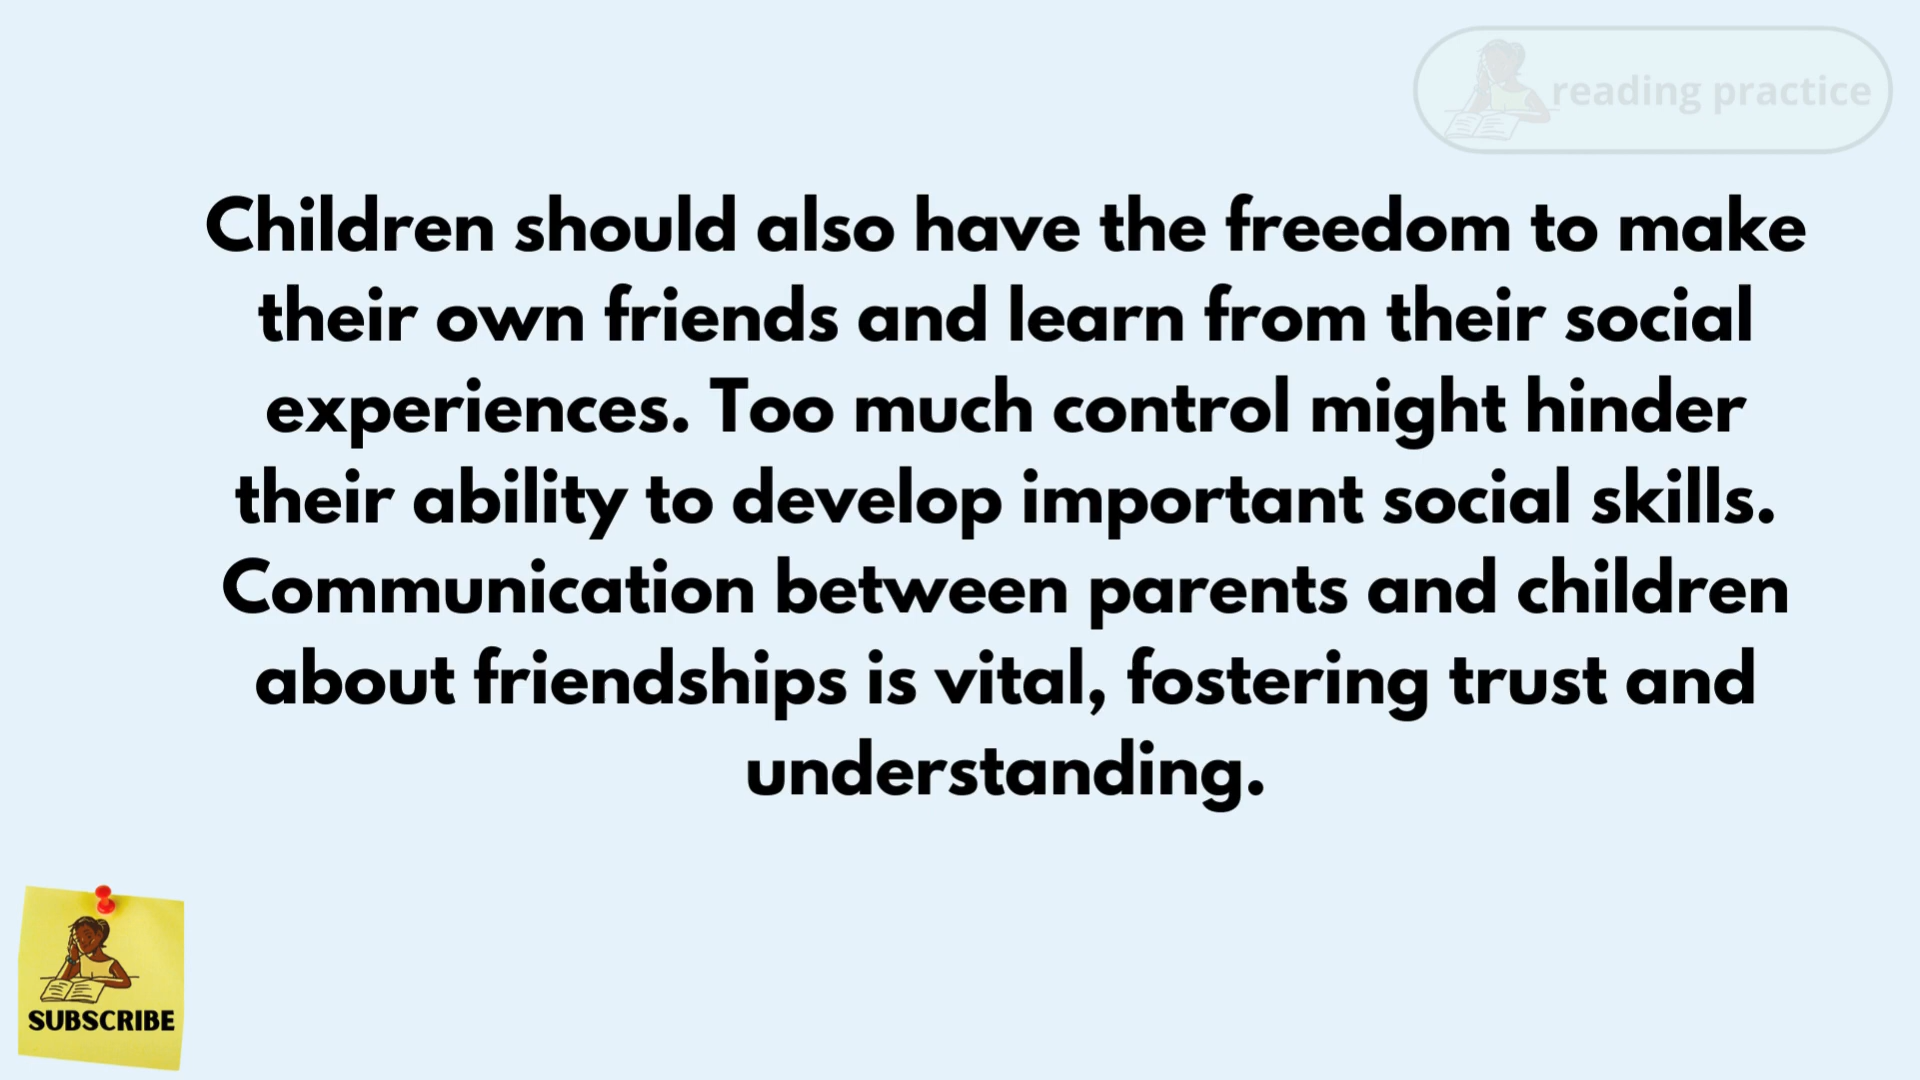 reading practice
Children should also have the freedom to make
their own friends and learn from their social
experiences. Too much control might hinder
their ability to develop important social skills.
Communication between parents and children
about friendships is vital, fostering trust and
understanding.
SUBSCRIBE